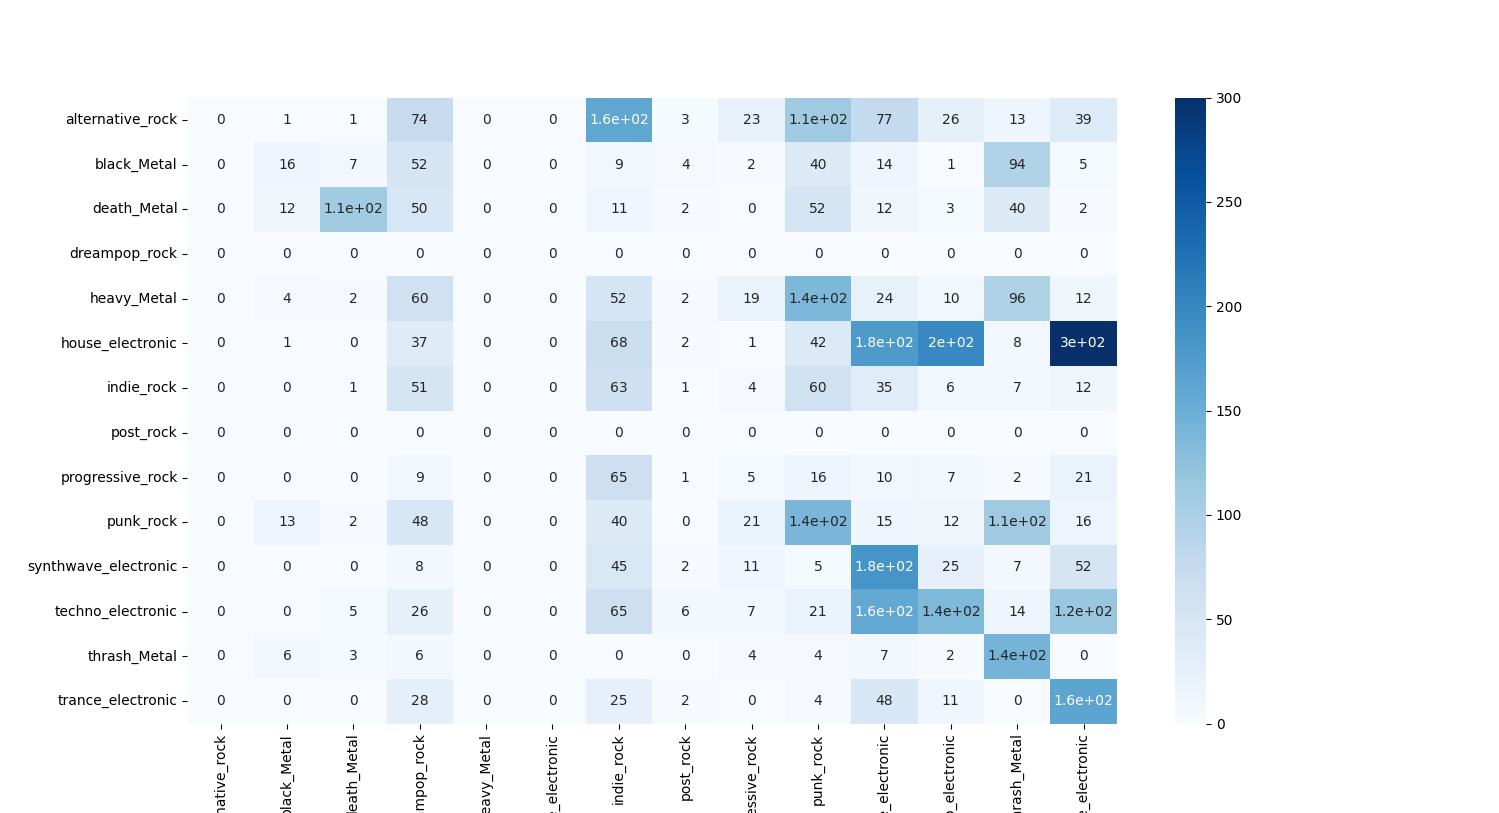 alternative_rock 0 1 1 74 0 0 1.6e+02 3 23 1.1e+02 77 26 13 39
black_Metal 0 16 7 52 0 0 9 4 2 40 14 1 94 5
death_Metal 0 12 1.1e+02 50 0 0 11 2 0 52 12 3 40 2
dreampop_rock 0 0 0 0 0 0 0 0 0 0 0 0 0 0
heavy_Metal 0 4 2 60 0 0 52 2 19 1.4e+02 24 10 96 12
house_electronic 0 1 0 37 0 0 68 2 1 42 1.8e+02 2e+02 8 3e+02
indie_rock 0 0 1 51 0 0 63 1 4 60 35 6 7 12
post_rock 0 0 0 0 0 0 0 0 0 0 0 0 0 0
progressive_rock 0 0 0 9 0 0 65 1 5 16 10 7 2 21
punk_rock 0 13 2 48 0 0 40 0 21 1.4e+02 15 12 1.1e+02 16
synthwave_electronic 0 0 0 8 0 0 45 2 11 5 1.8e+02 25 7 52
techno_electronic 0 0 5 26 0 0 65 6 7 21 1.6e+02 1.4e+02 14 1.2e+02
thrash_Metal 0 6 3 6 0 0 0 0 4 4 7 2 1.4e+02 0
trance_electronic 0 0 0 28 0 0 25 2 0 4 48 11 0 1.6e+02
native_rock
black_Metal
death_Metal
ampop_rock
eavy_Metal
e_electronic
indie_rock
post_rock
essive_rock
punk_rock
e_electronic
o_electronic
hrash_Metal
e_electronic
300
250
200
150
100
50
0